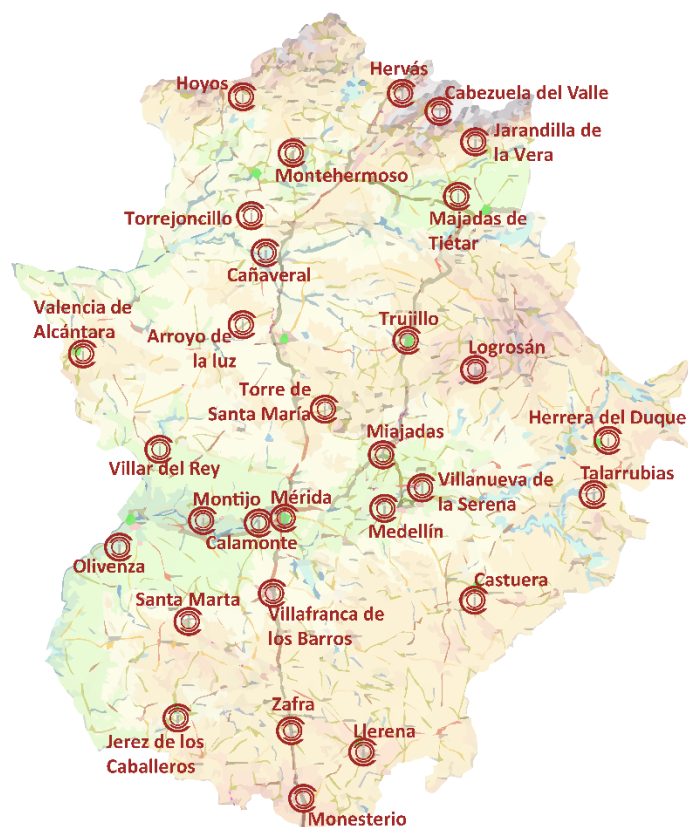 Hervás
Hoyos
Cabezuela del Valle
Jarandilla de
la Vera
Montehermoso
Torrejoncillo
Majadas de
Tiétar
Cañaveral
Valencia de
Alcántara
Arroyo de
la luz
Trujillo
Logrosán
Torre de
Santa María
Herrera del Duque
Miajadas
Villar del Rey
Talarrubias
Villanueva de
la Serena
Montijo
Mérida
Medellín
Calamonte
Olivenza
Castuera
Santa Marta
Villafranca de
los Barros
Zafra
Llerena
Jerez de los
Caballeros
Monesterio